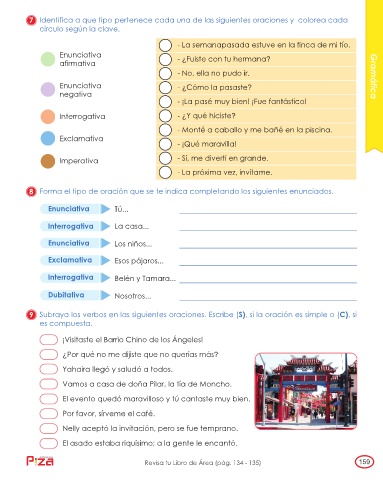 7 Identifica a que tipo pertenece cada una de las siguientes oraciones y colorea cada
círculo según la clave.
Enunciativa
afirmativa
Enunciativa
negativa
Interrogativa
Exclamativa
Imperativa
- La semanapasada estuve en la finca de mi tío.
- ¿Fuiste con tu hermana?
- No, ella no pudo ir.
- ¿Cómo la pasaste?
- ¡La pasé muy bien! ¡Fue fantástico!
- ¿Y qué hiciste?
- Monté a caballo y me bañé en la piscina.
- ¡Qué maravilla!
- Sí, me divertí en grande.
- La próxima vez, invítame.
Gramática
8 Forma el tipo de oración que se te indica completando los siguientes enunciados.
Enunciativa Tú...
Interrogativa La casa...
Enunciativa Los niños...
Exclamativa Esos pájaros...
Interrogativa Belén y Tamara...
Dubitativa Nosotros...
9 Subraya los verbos en las siguientes oraciones. Escribe (S), si la oración es simple o (C), si
es compuesta.
¡Visitaste el Barrio Chino de los Ángeles!
¿Por qué no me dijiste que no querías más?
Yahaira llegó y saludó a todos.
Vamos a casa de doña Pilar, la tía de Moncho.
El evento quedó maravilloso y tú cantaste muy bien.
Por favor, sírveme el café.
Nelly aceptó la invitación, pero se fue temprano.
El asado estaba riquísimo; a la gente le encantó.
Revisa tu Libro de Área (pág. 134 - 135)
159